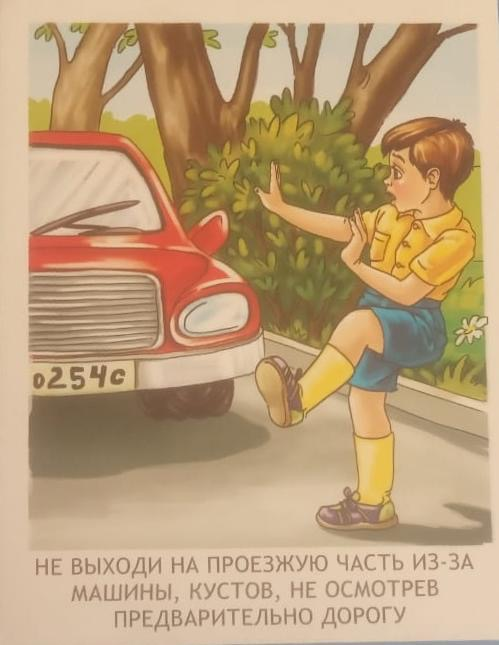 о254с
НЕ ВЫХОДИ НА ПРОЕЗЖУЮ ЧАСТЬ ИЗ-ЗА
МАШИНЫ, КУСТОВ, НЕ ОСМОТРЕВ
ПРЕДВАРИТЕЛЬНО ДОРОГУ